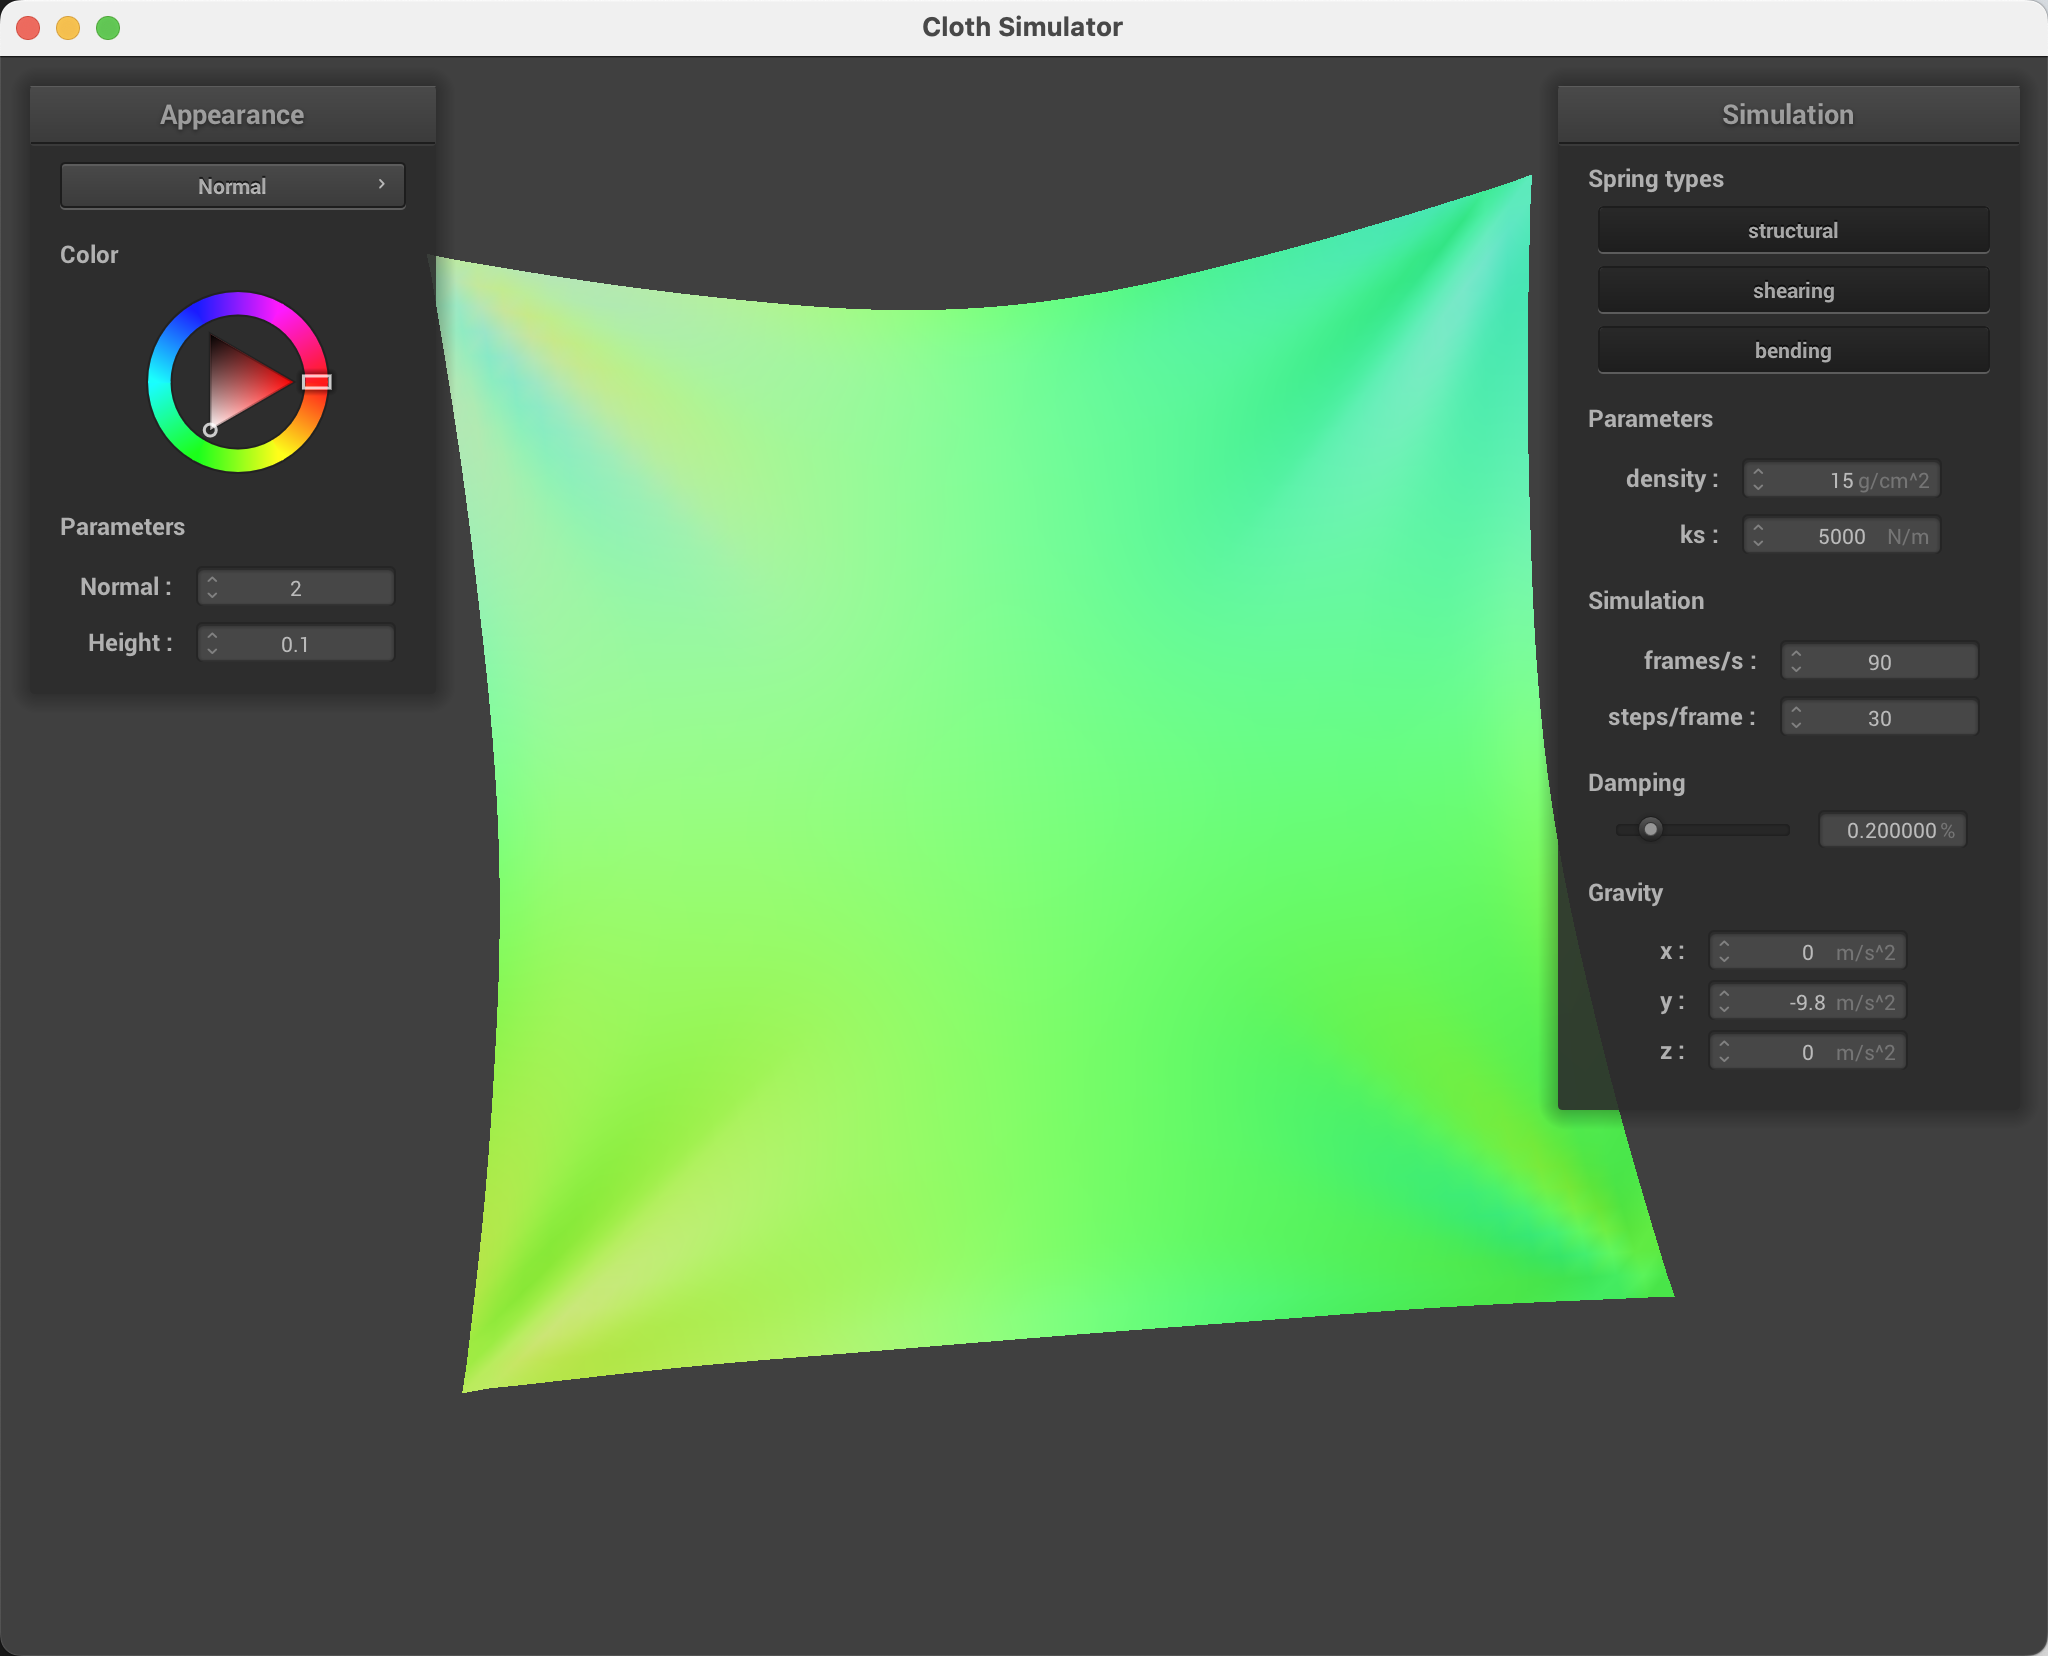 Cloth Simulator
Appearance
Normal
Color
Parameters
Normal : 2
Height : 0.1
Simulation
Spring types
structural
shearing
bending
Parameters
density : 15 g/cm^2
ks : 5000 N/m
Simulation
frames/s : 90
steps/frame : 30
Damping
0.200000 %
Gravity
x : 0 m/s^2
y : -9.8 m/s^2
z : 0 m/s^2